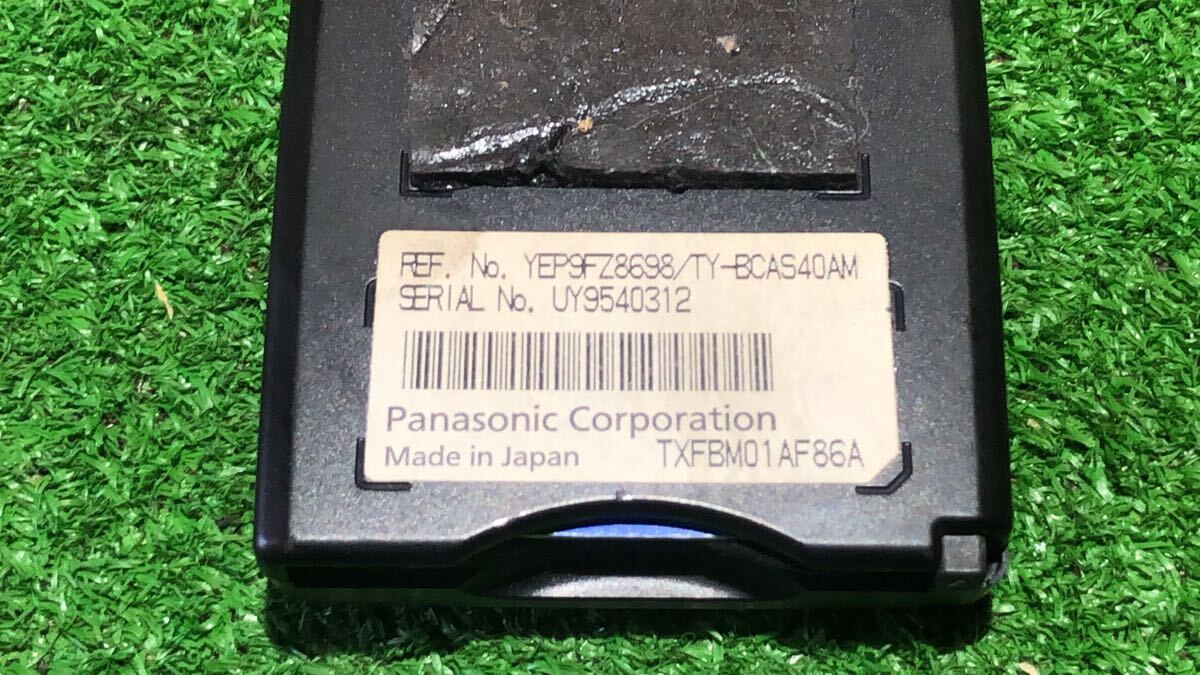 REF. No. YEP9FZ8698/TY-BCAS40AM
SERIAL No. UY9540312
Panasonic Corporation
Made in Japan TXFBM01AF86A